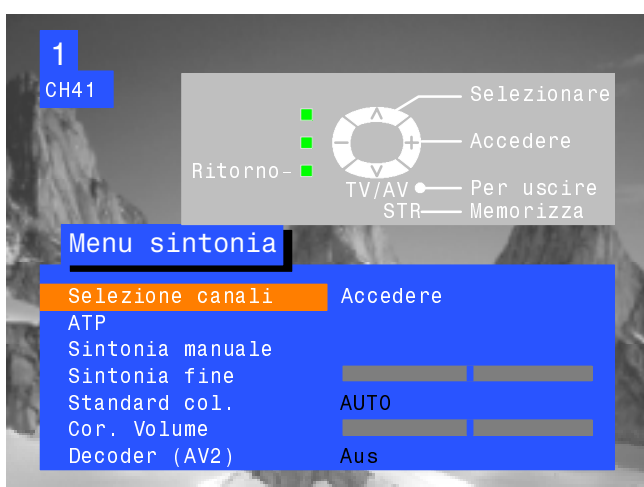 1
CH41
Selezionare
Accedere
Ritorno
TV/AV Per uscire
STR Memorizza
Menu sintonia
Selezione canali Accedere
ATP
Sintonia manuale
Sintonia fine
Standard col. AUTO
Cor. Volume
Decoder (AV2) Aus